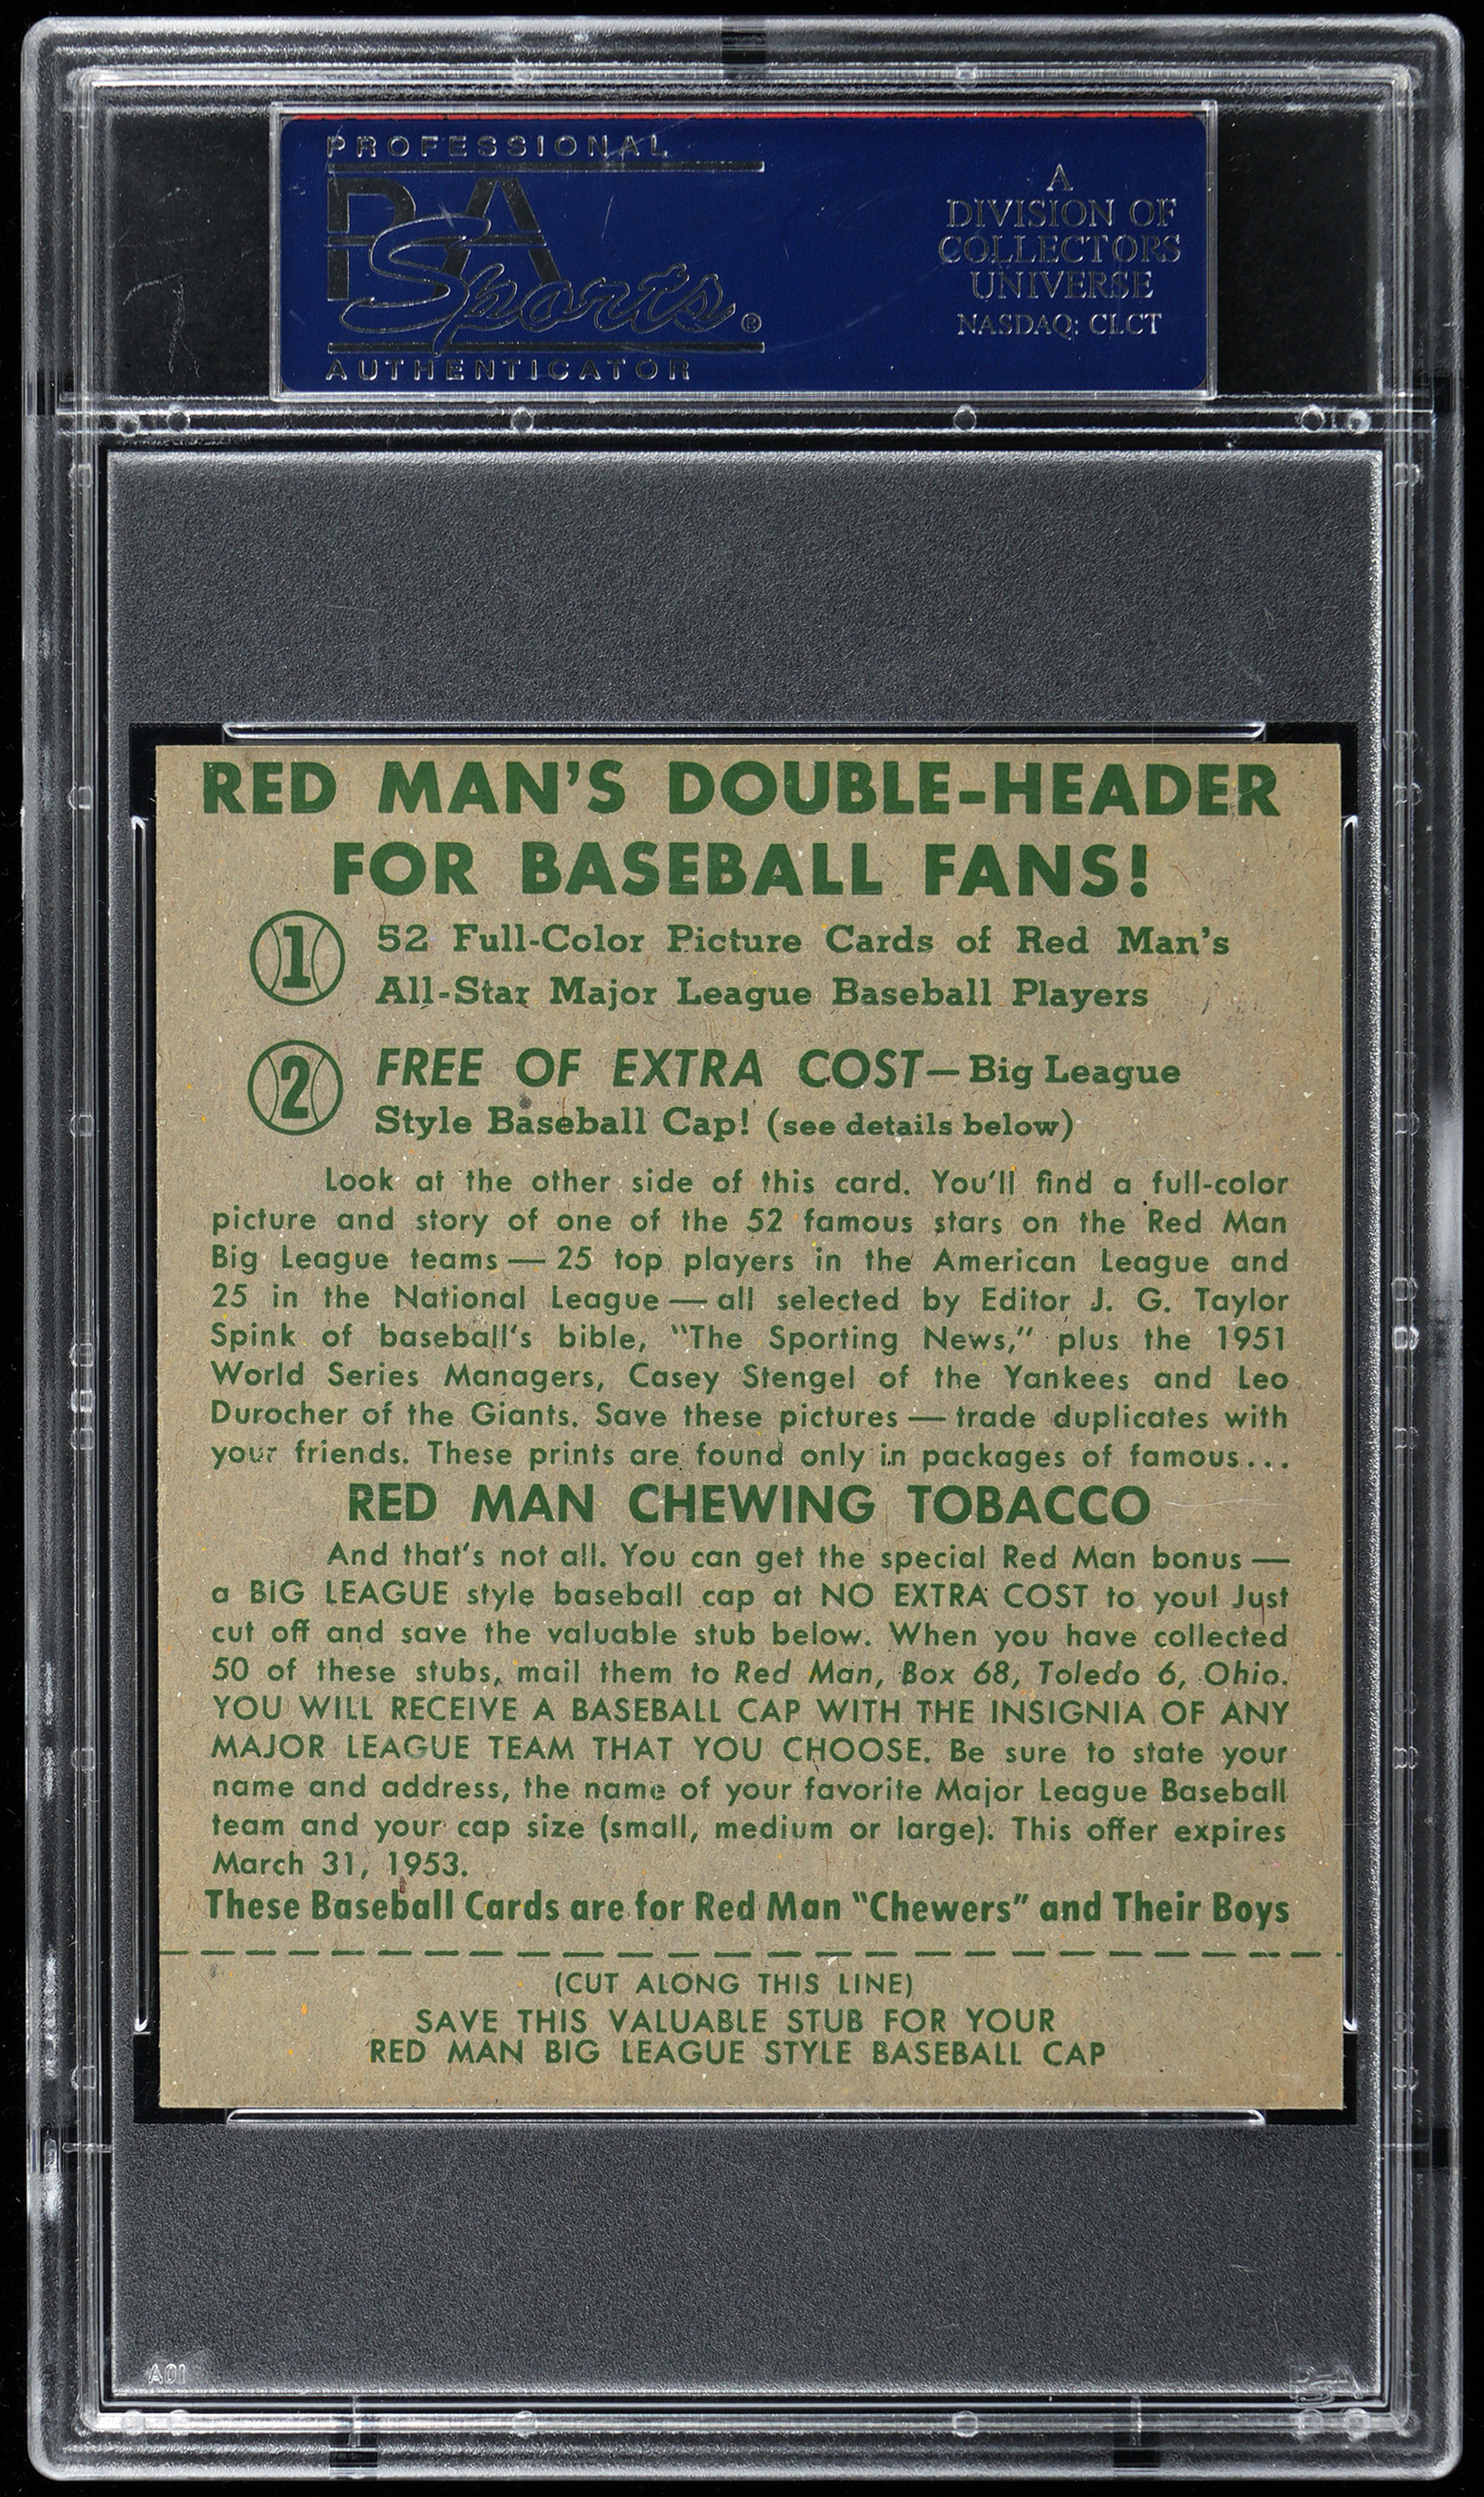 PROFESSIONAL
PSA
Sports®
AUTHENTICATOR
A
DIVISION OF
COLLECTORS
UNIVERSE
NASDAQ: CLCT
RED MAN'S DOUBLE-HEADER
FOR BASEBALL FANS!
1 52 Full-Color Picture Cards of Red Man's
All-Star Major League Baseball Players
2 FREE OF EXTRA COST—Big League
Style Baseball Cap! (see details below)
Look at the other side of this card. You'll find a full-color
picture and story of one of the 52 famous stars on the Red Man
Big League teams — 25 top players in the American League and
25 in the National League — all selected by Editor J. G. Taylor
Spink of baseball's bible, "The Sporting News," plus the 1951
World Series Managers, Casey Stengel of the Yankees and Leo
Durocher of the Giants. Save these pictures — trade duplicates with
your friends. These prints are found only in packages of famous...
RED MAN CHEWING TOBACCO
And that's not all. You can get the special Red Man bonus —
a BIG LEAGUE style baseball cap at NO EXTRA COST to you! Just
cut off and save the valuable stub below. When you have collected
50 of these stubs, mail them to Red Man, Box 68, Toledo 6, Ohio.
YOU WILL RECEIVE A BASEBALL CAP WITH THE INSIGNIA OF ANY
MAJOR LEAGUE TEAM THAT YOU CHOOSE. Be sure to state your
name and address, the name of your favorite Major League Baseball
team and your cap size (small, medium or large). This offer expires
March 31, 1953.
These Baseball Cards are for Red Man "Chewers" and Their Boys
(CUT ALONG THIS LINE)
SAVE THIS VALUABLE STUB FOR YOUR
RED MAN BIG LEAGUE STYLE BASEBALL CAP
A01
PSA